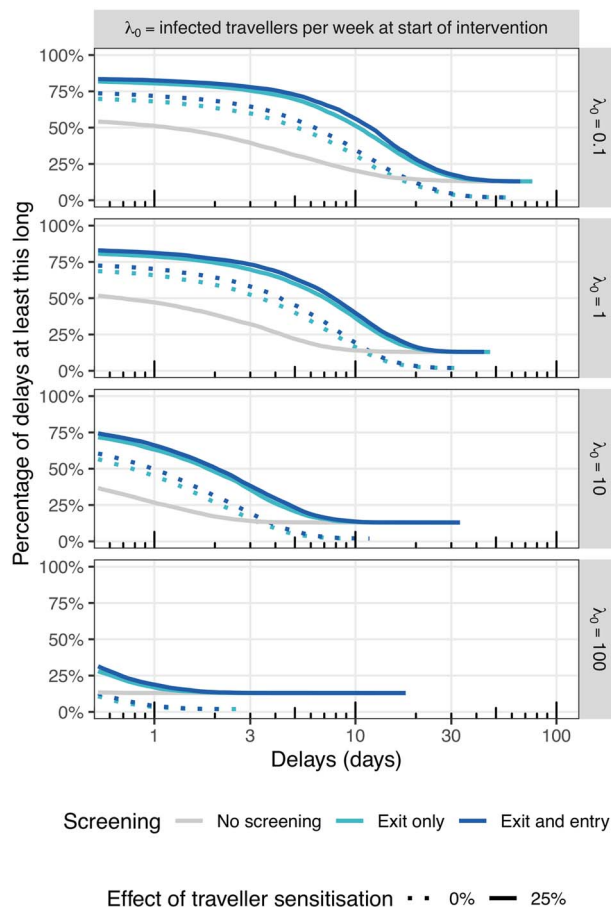 λ₀ = infected travellers per week at start of intervention
Percentage of delays at least this long
100%
75%
50%
25%
0%
λ₀ = 0.1
100%
75%
50%
25%
0%
λ₀ = 1
75%
50%
25%
0%
λ₀ = 10
75%
50%
25%
0%
λ₀ = 100
1 3 10 30 100
Delays (days)
Screening No screening Exit only Exit and entry
Effect of traveller sensitisation 0% 25%